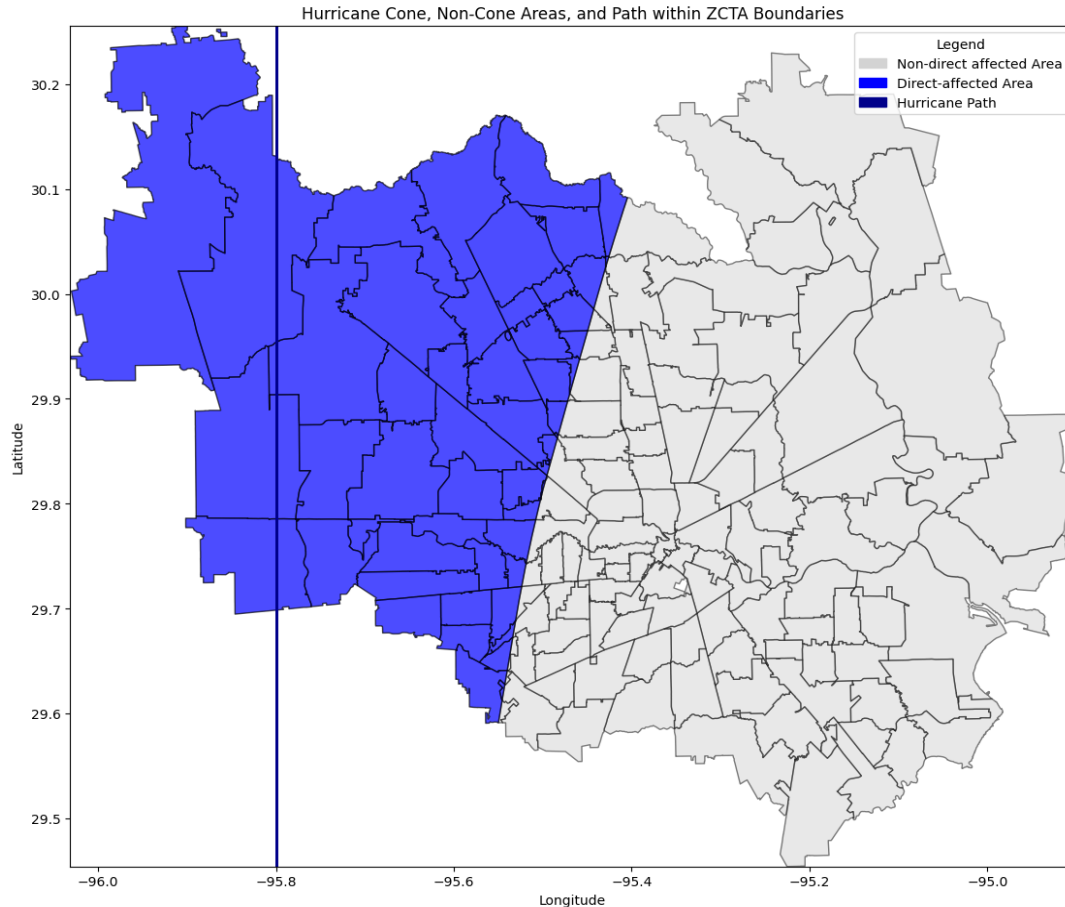 Hurricane Cone, Non-Cone Areas, and Path within ZCTA Boundaries
Legend
Non-direct affected Area
Direct-affected Area
Hurricane Path
30.2
30.1
30.0
29.9
29.8
29.7
29.6
29.5
Latitude
−96.0
−95.8
−95.6
−95.4
−95.2
−95.0
Longitude